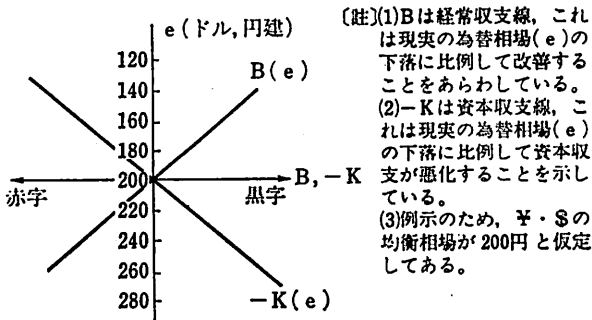 e(ドル,円建)
B(e)
120
140
160
180
200
220
240
260
280
赤字
黒字
B, −K
−K(e)
〔註〕(1)Bは経常収支線,これ
は現実の為替相場(e)の
下落に比例して改善する
ことをあらわしている。
(2)−Kは資本収支線,こ
れは現実の為替相場(e)
の下落に比例して資本収
支が悪化することを示し
ている。
(3)例示のため,¥・$の
均衡相場が200円と仮定
してある。